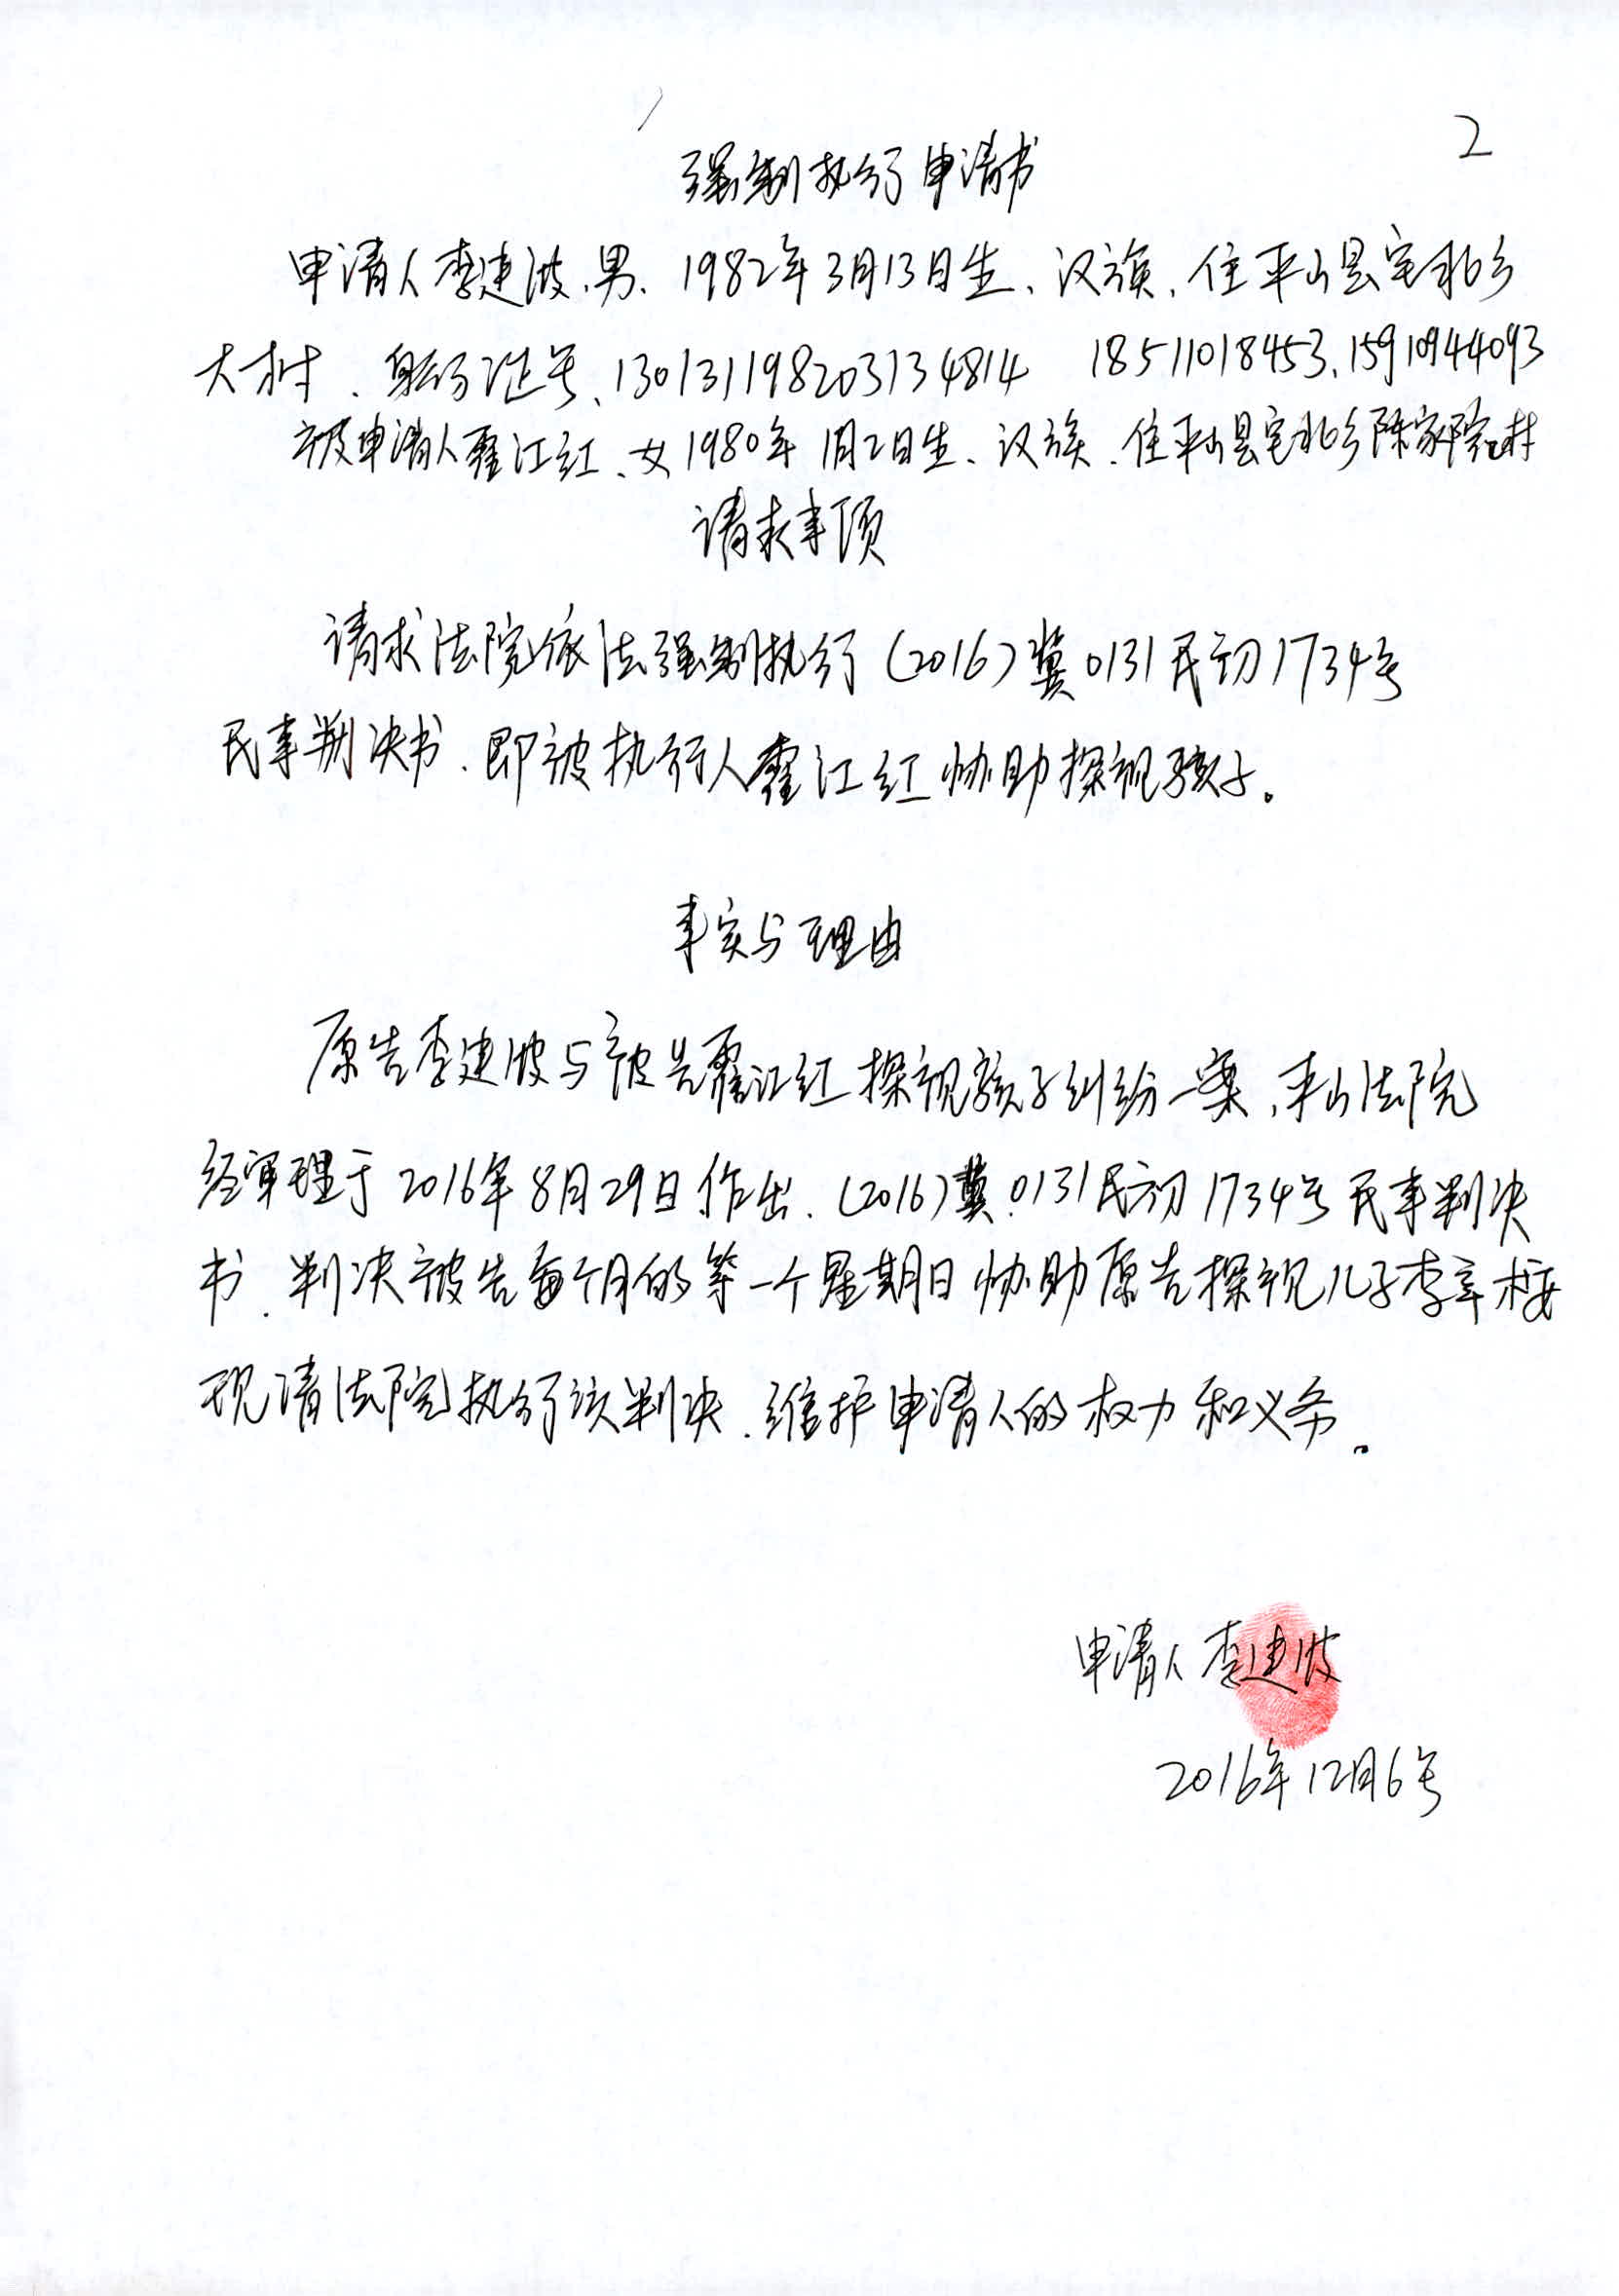 2
强制执行申请书
申请人李建波、男、1982年3月13日生、汉族、住平山县宅北乡
大村、身份证号、130131198203134814 18511018453、15910944093
被申请人霍江红、女1980年1月2日生、汉族、住平山县宅北乡陈家院村
请求事项
请求法院依法强制执行(2016)冀0131民初1734号
民事判决书、即被执行人霍江红协助探视孩子。
事实与理由
原告李建波与被告霍江红探视孩子纠纷一案、平山法院
经审理于2016年8月29日作出、(2016)冀0131民初1734号民事判决
书、判决被告每个月的第一个星期日协助原告探视儿子李
现请法院执行该判决、维护申请人的权力和义务。
申请人李建波
2016年12月6号